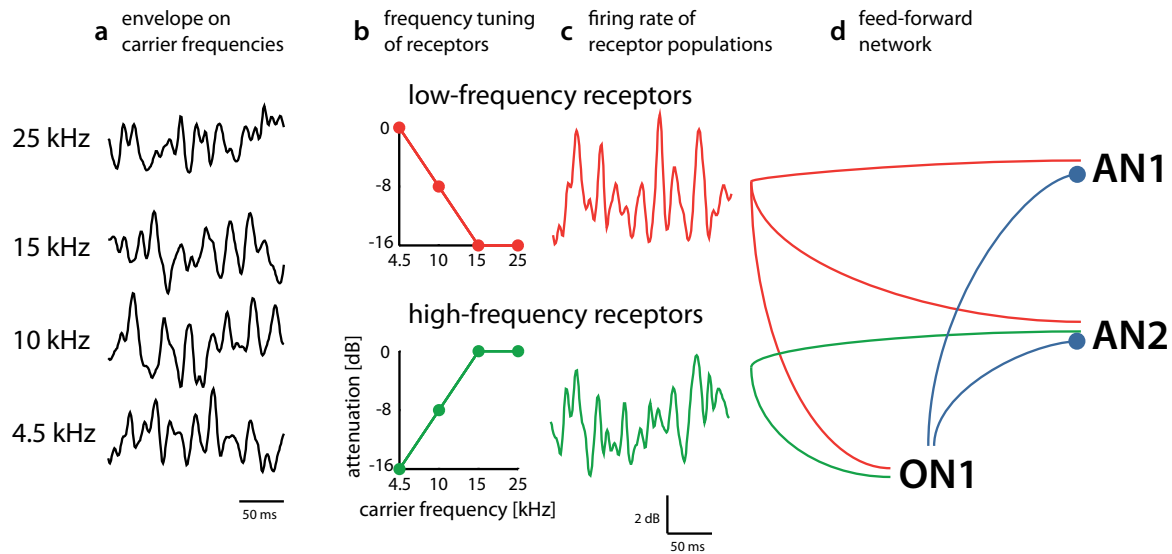 a envelope on
carrier frequencies
25 kHz
15 kHz
10 kHz
4.5 kHz
50 ms
b frequency tuning
of receptors
low-frequency receptors
0
-8
-16
4.5 10 15 25
high-frequency receptors
attenuation [dB]
0
-8
-16
4.5 10 15 25
carrier frequency [kHz]
c firing rate of
receptor populations
2 dB
50 ms
d feed-forward
network
AN1
AN2
ON1